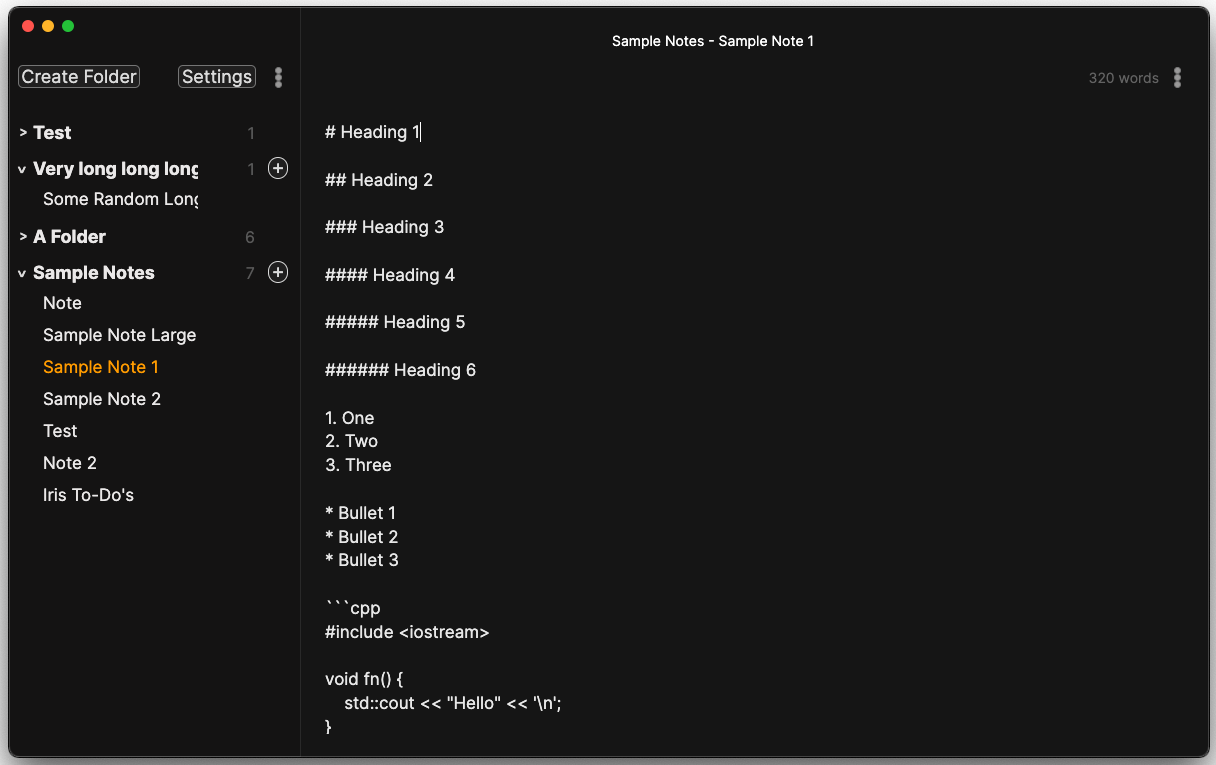 Sample Notes - Sample Note 1
Create Folder
Settings
320 words
> Test 1
v Very long long long 1 +
Some Random Long
> A Folder 6
v Sample Notes 7 +
Note
Sample Note Large
Sample Note 1
Sample Note 2
Test
Note 2
Iris To-Do's
# Heading 1
## Heading 2
### Heading 3
#### Heading 4
##### Heading 5
###### Heading 6
1. One
2. Two
3. Three
* Bullet 1
* Bullet 2
* Bullet 3
```cpp
#include <iostream>
void fn() {
    std::cout << "Hello" << '\n';
}